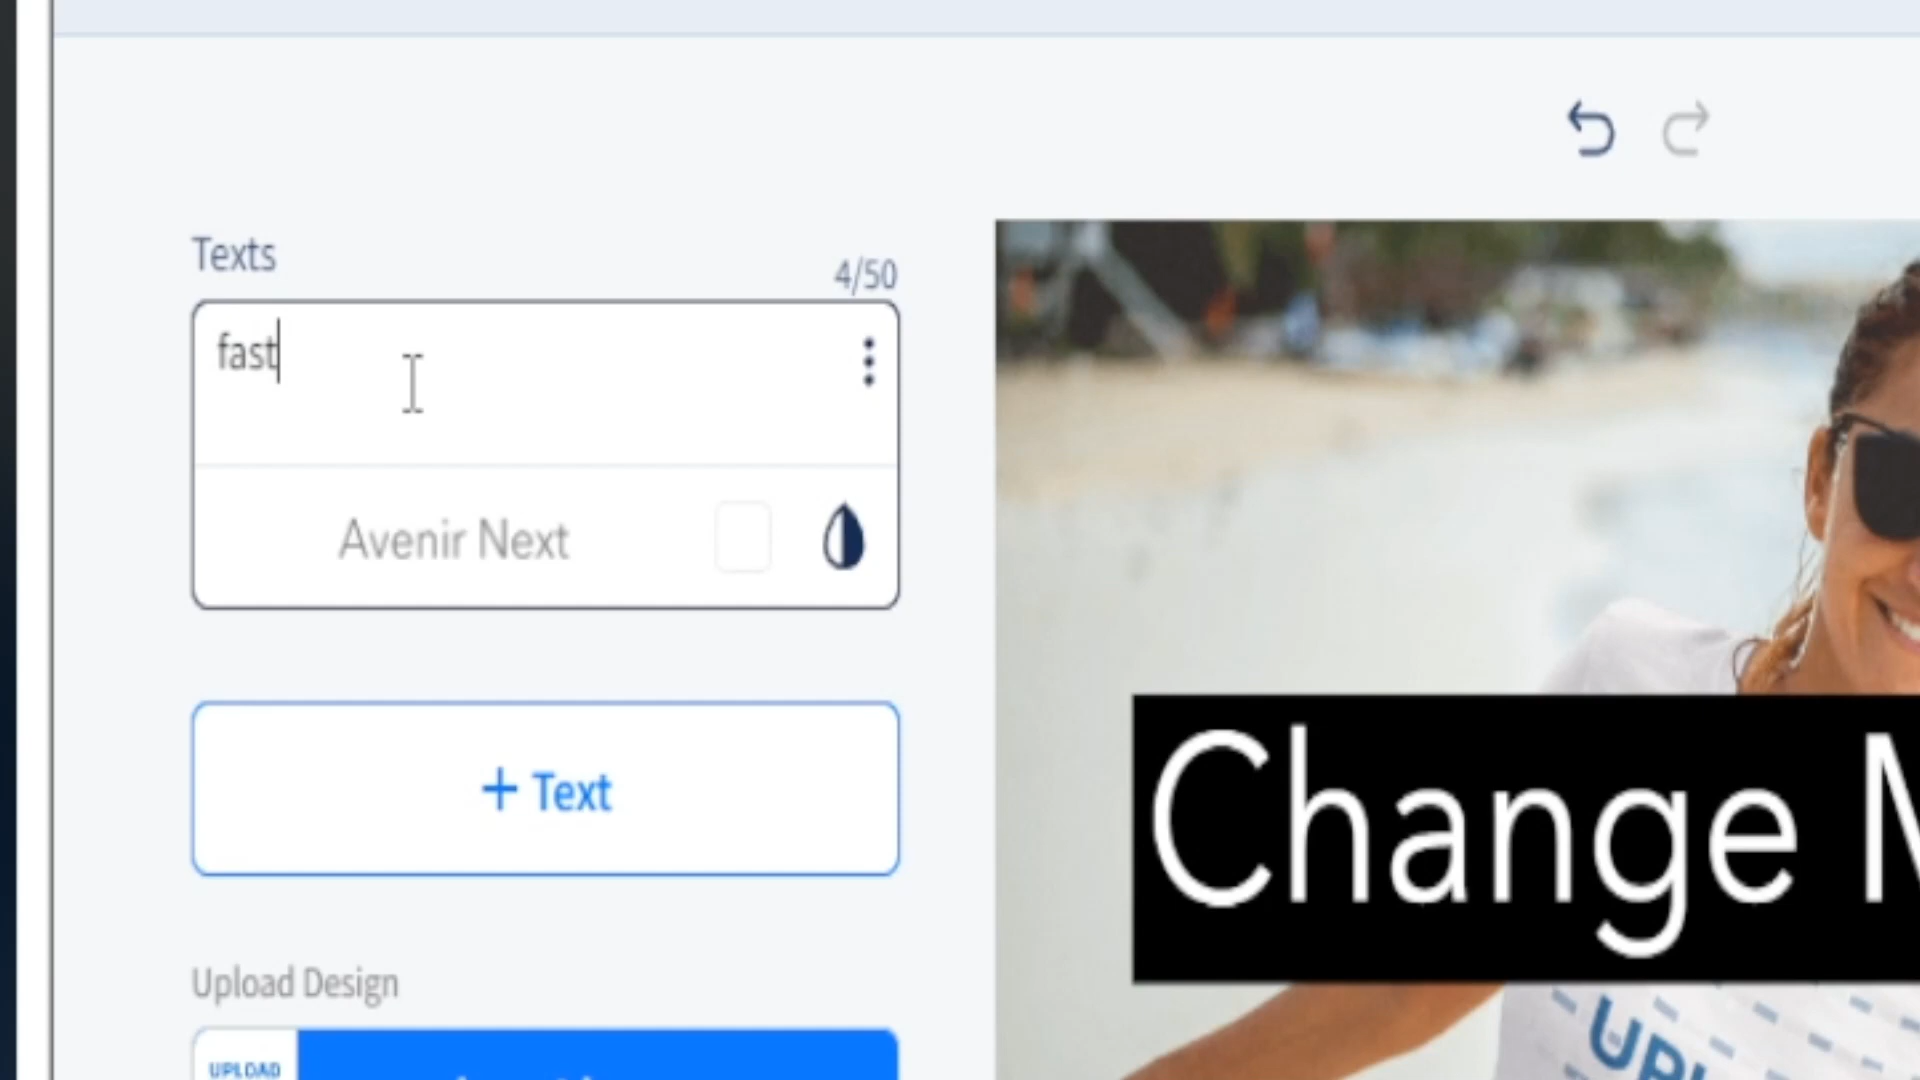 Texts
4/50
fast
Avenir Next
+ Text
Upload Design
UPLOAD
Change